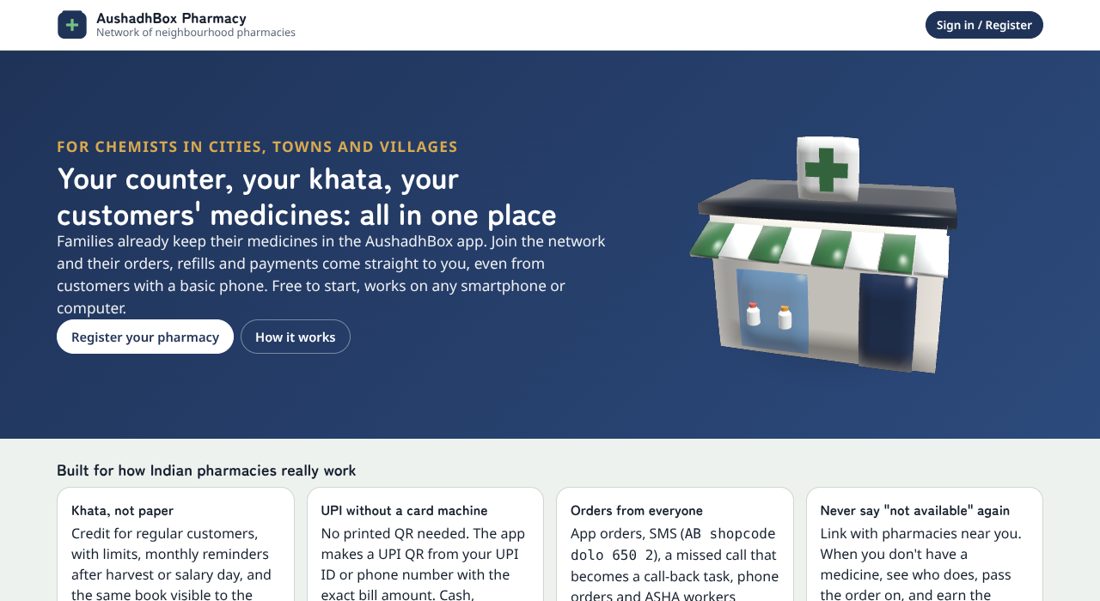 AushadhBox Pharmacy
Network of neighbourhood pharmacies
Sign in / Register
FOR CHEMISTS IN CITIES, TOWNS AND VILLAGES
Your counter, your khata, your
customers' medicines: all in one place
Families already keep their medicines in the AushadhBox app. Join the network
and their orders, refills and payments come straight to you, even from
customers with a basic phone. Free to start, works on any smartphone or
computer.
Register your pharmacy
How it works
Built for how Indian pharmacies really work
Khata, not paper
Credit for regular customers,
with limits, monthly reminders
after harvest or salary day, and
the same book visible to the
UPI without a card machine
No printed QR needed. The app
makes a UPI QR from your UPI
ID or phone number with the
exact bill amount. Cash,
Orders from everyone
App orders, SMS (AB shopcode
dolo 650 2), a missed call that
becomes a call-back task, phone
orders and ASHA workers
Never say "not available" again
Link with pharmacies near you.
When you don't have a
medicine, see who does, pass
the order on, and earn the